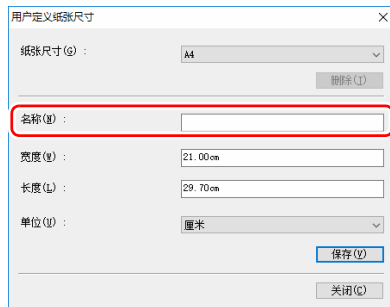 用户定义纸张尺寸
纸张尺寸(G) : A4
删除(T)
名称(N) :
宽度(W) : 21.00cm
长度(L) : 29.70cm
单位(U) : 厘米
保存(V)
关闭(C)